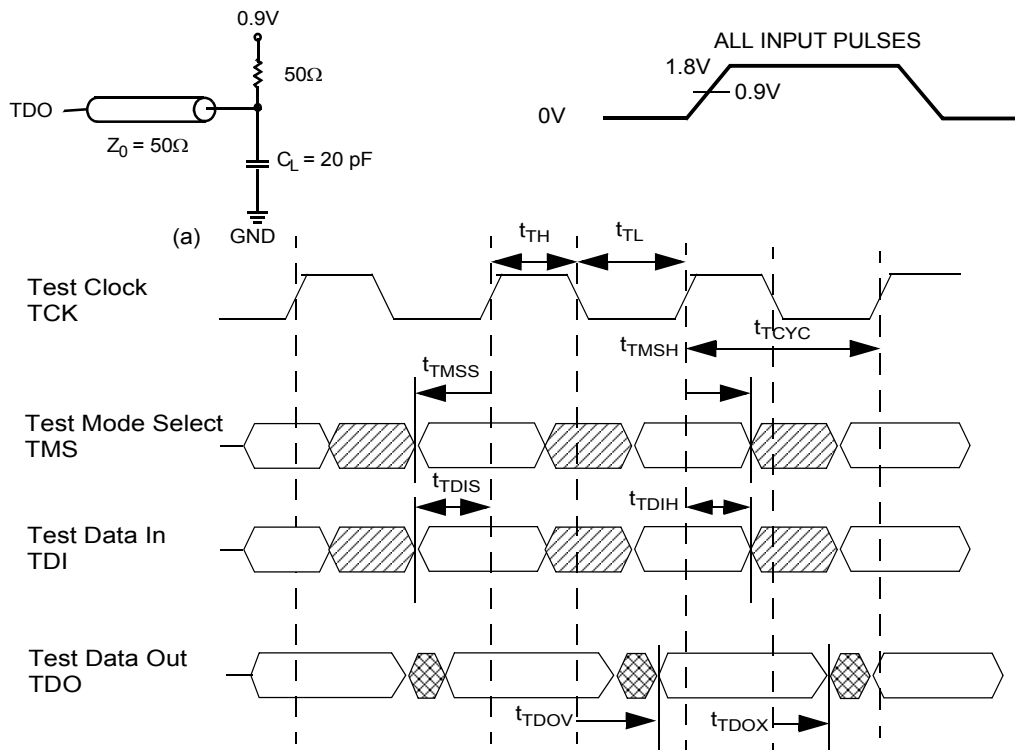 0.9V
50Ω
TDO
Z0 = 50Ω
CL = 20 pF
(a)
GND
ALL INPUT PULSES
1.8V
0.9V
0V
tTH
tTL
Test Clock
TCK
tTCYC
tTMSH
tTMSS
Test Mode Select
TMS
tTDIS
tTDIH
Test Data In
TDI
Test Data Out
TDO
tTDOV
tTDOX